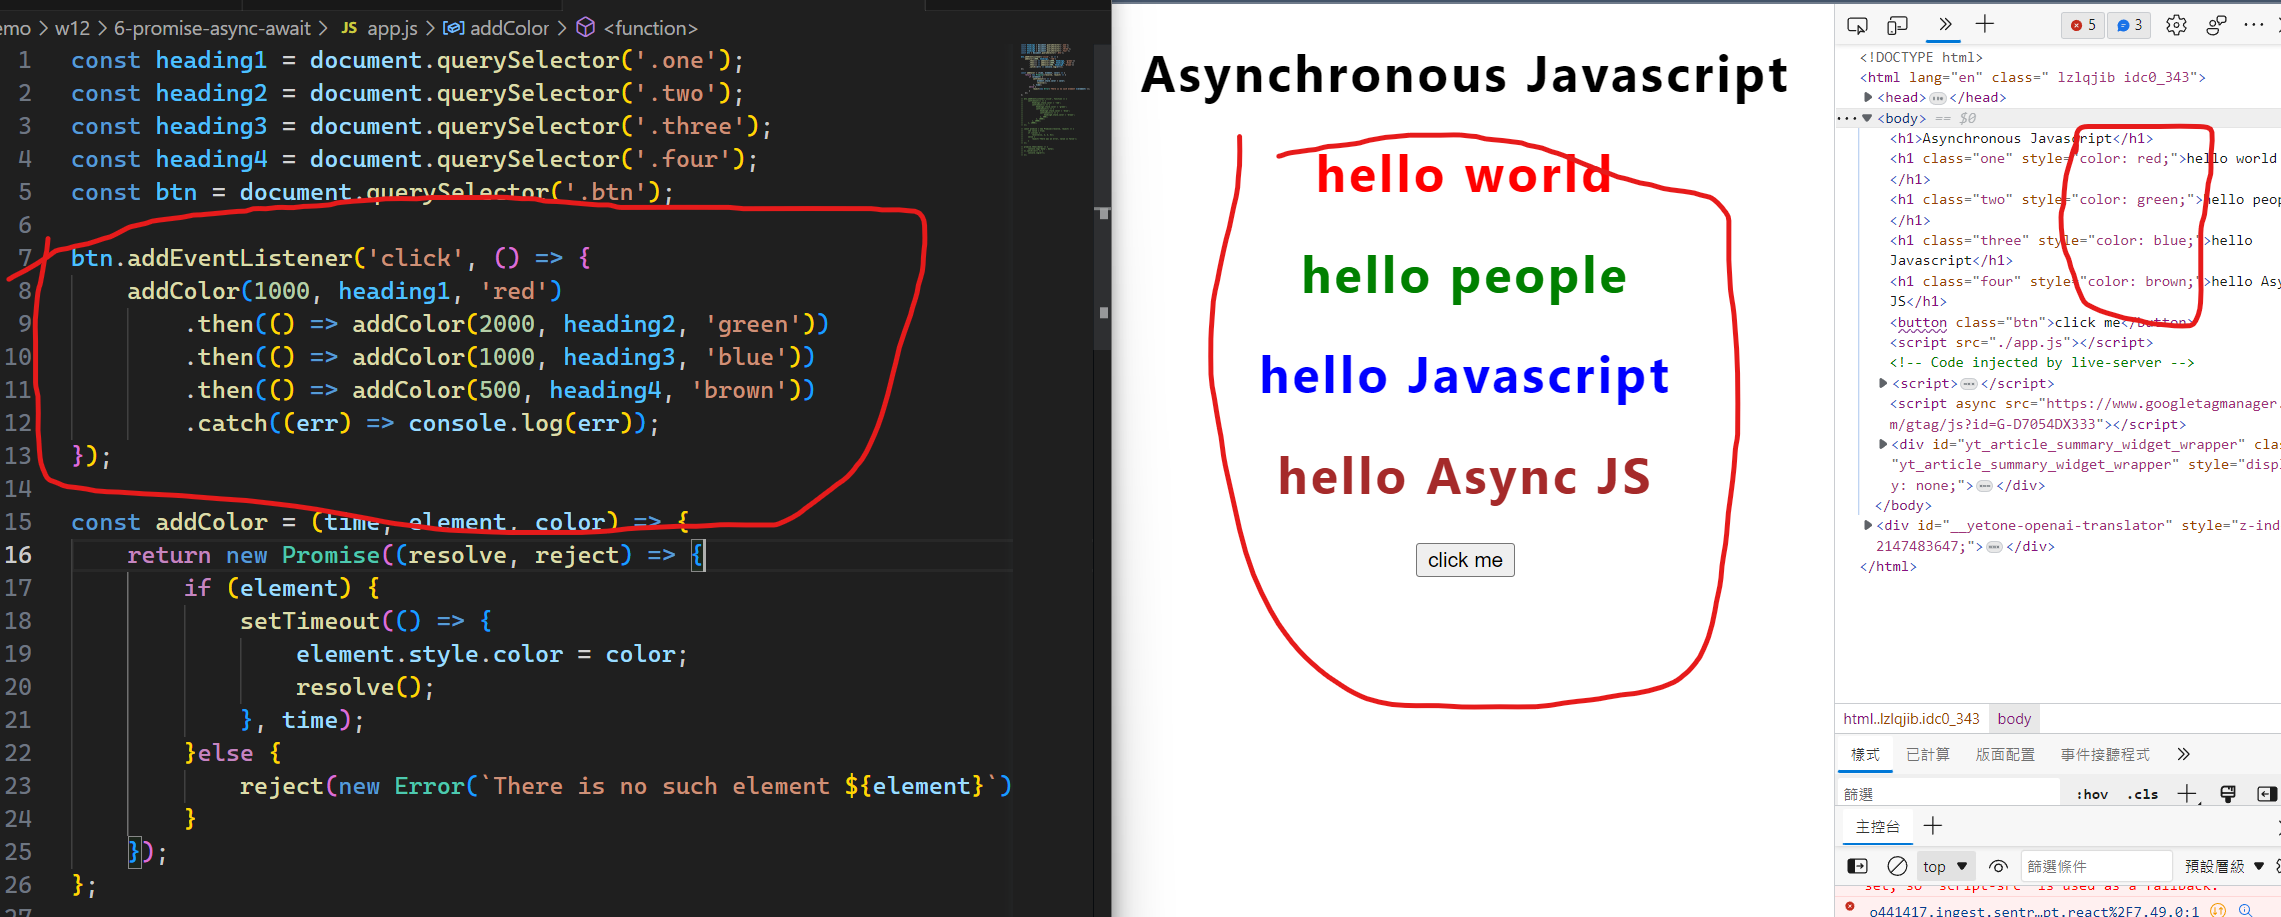 emo > w12 > 6-promise-async-await > JS app.js > addColor > <function>
1 const heading1 = document.querySelector('.one');
2 const heading2 = document.querySelector('.two');
3 const heading3 = document.querySelector('.three');
4 const heading4 = document.querySelector('.four');
5 const btn = document.querySelector('.btn');
6
7 btn.addEventListener('click', () => {
8 addColor(1000, heading1, 'red')
9 .then(() => addColor(2000, heading2, 'green'))
10 .then(() => addColor(1000, heading3, 'blue'))
11 .then(() => addColor(500, heading4, 'brown'))
12 .catch((err) => console.log(err));
13 });
14
15 const addColor = (time, element, color) => {
16 return new Promise((resolve, reject) => {
17 if (element) {
18 setTimeout(() => {
19 element.style.color = color;
20 resolve();
21 }, time);
22 }else {
23 reject(new Error(`There is no such element ${element}`)
24 }
25 });
26 };
27
Asynchronous Javascript
hello world
hello people
hello Javascript
hello Async JS
click me
5 3
<!DOCTYPE html>
<html lang="en" class=" lzlqjib idc0_343">
<head> ••• </head>
••• <body> == $0
<h1>Asynchronous Javascript</h1>
<h1 class="one" style="color: red;">hello world
</h1>
<h1 class="two" style="color: green;">hello peop
</h1>
<h1 class="three" style="color: blue;">hello
Javascript</h1>
<h1 class="four" style="color: brown;">hello Asy
JS</h1>
<button class="btn">click me</button>
<script src="./app.js"></script>
<!-- Code injected by live-server -->
<script> ••• </script>
<script async src="https://www.googletagmanager.
m/gtag/js?id=G-D7054DX333"></script>
<div id="yt_article_summary_widget_wrapper" clas
"yt_article_summary_widget_wrapper" style="displ
y: none;"> ••• </div>
</body>
<div id="__yetone-openai-translator" style="z-ind
2147483647;"> ••• </div>
</html>
html..lzlqjib.idc0_343 body
樣式 已計算 版面配置 事件接聽程式
篩選 :hov .cls
主控台
top 篩選條件 預設層級
set, so 'script-src' is used as a fallback.
o441417.ingest.sentr…pt.react%2F7.49.0:1